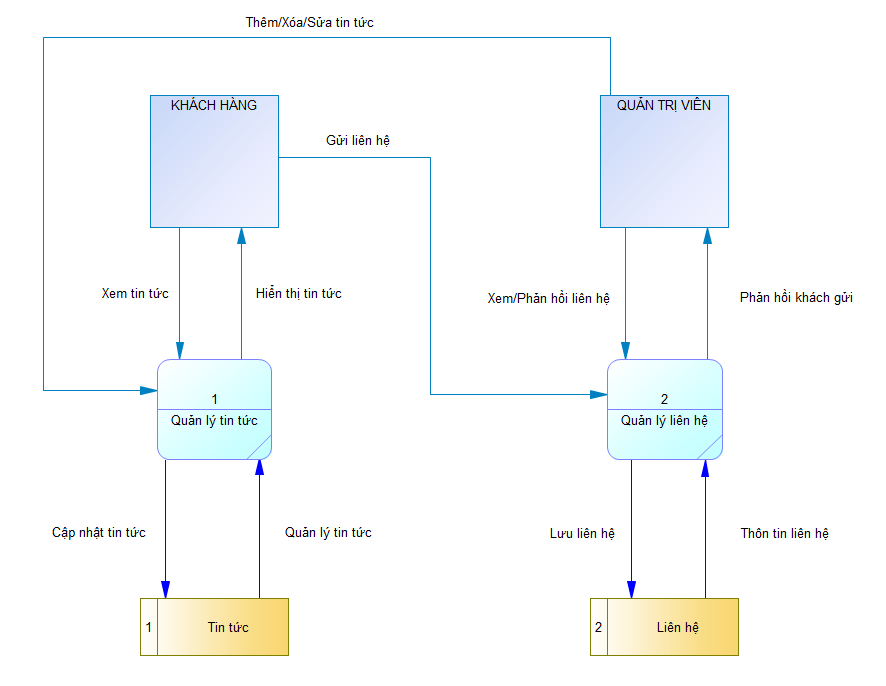 Thêm/Xóa/Sửa tin tức
KHÁCH HÀNG
QUẢN TRỊ VIÊN
Gửi liên hệ
Xem tin tức
Hiển thị tin tức
Xem/Phản hồi liên hệ
Phản hồi khách gửi
1
Quản lý tin tức
2
Quản lý liên hệ
Cập nhật tin tức
Quản lý tin tức
Lưu liên hệ
Thôn tin liên hệ
1
Tin tức
2
Liên hệ